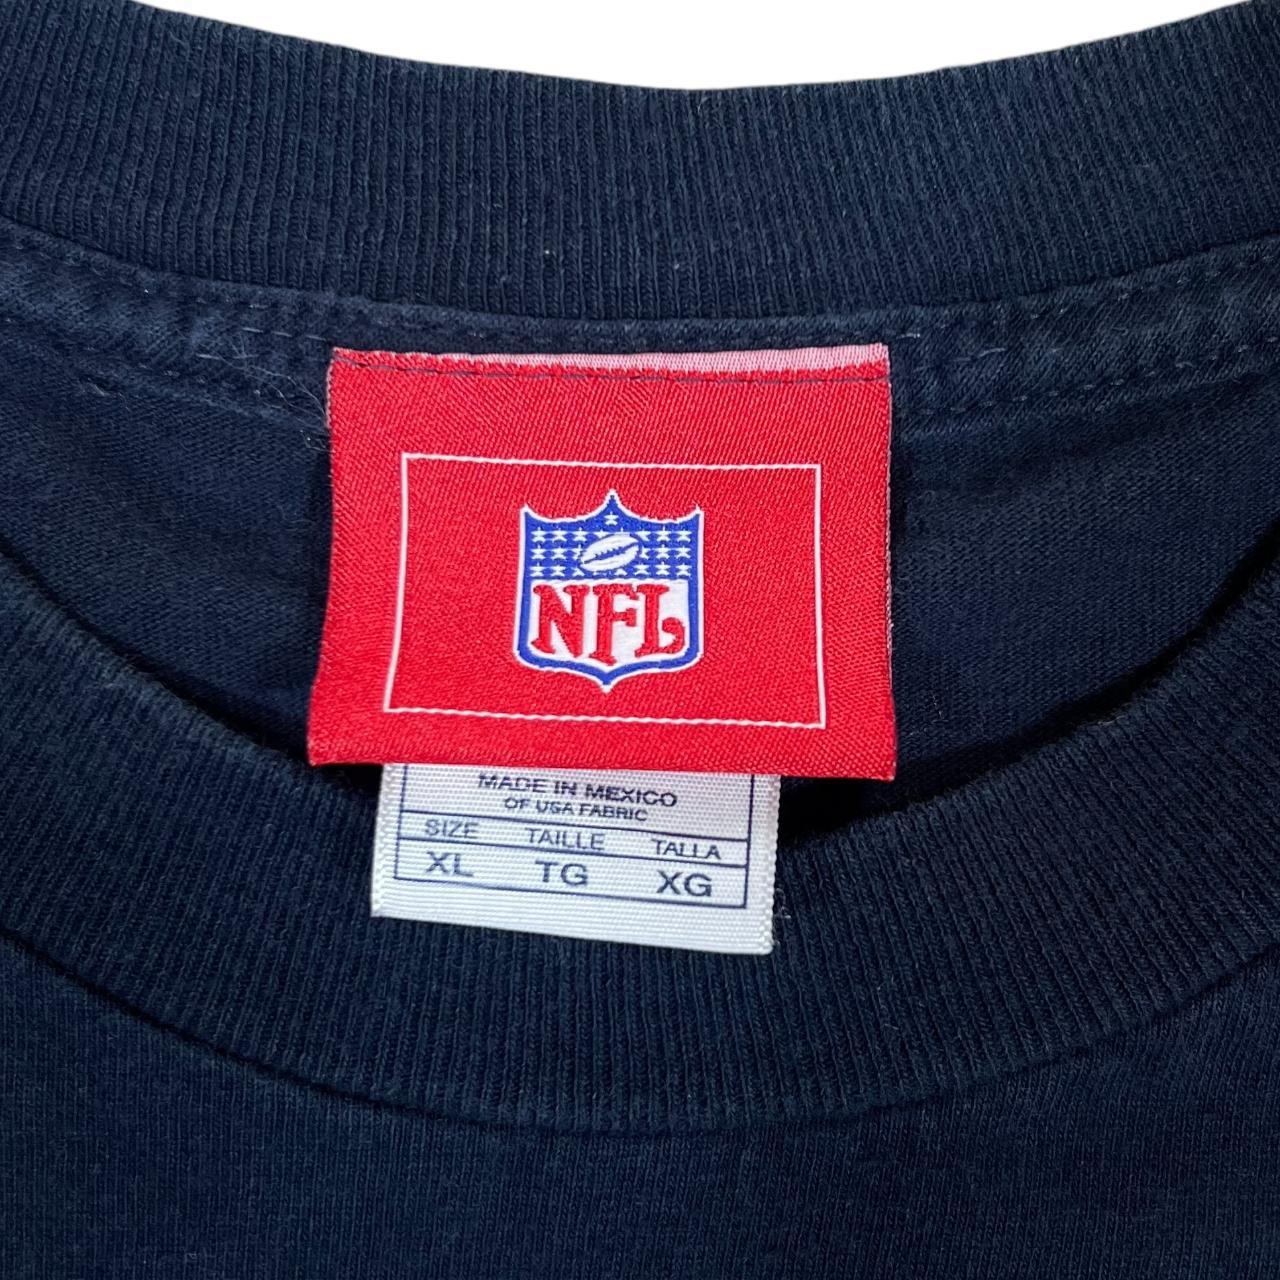 NFL
MADE IN MEXICO
OF USA FABRIC
SIZE TAILLE TALLA
XL TG XG